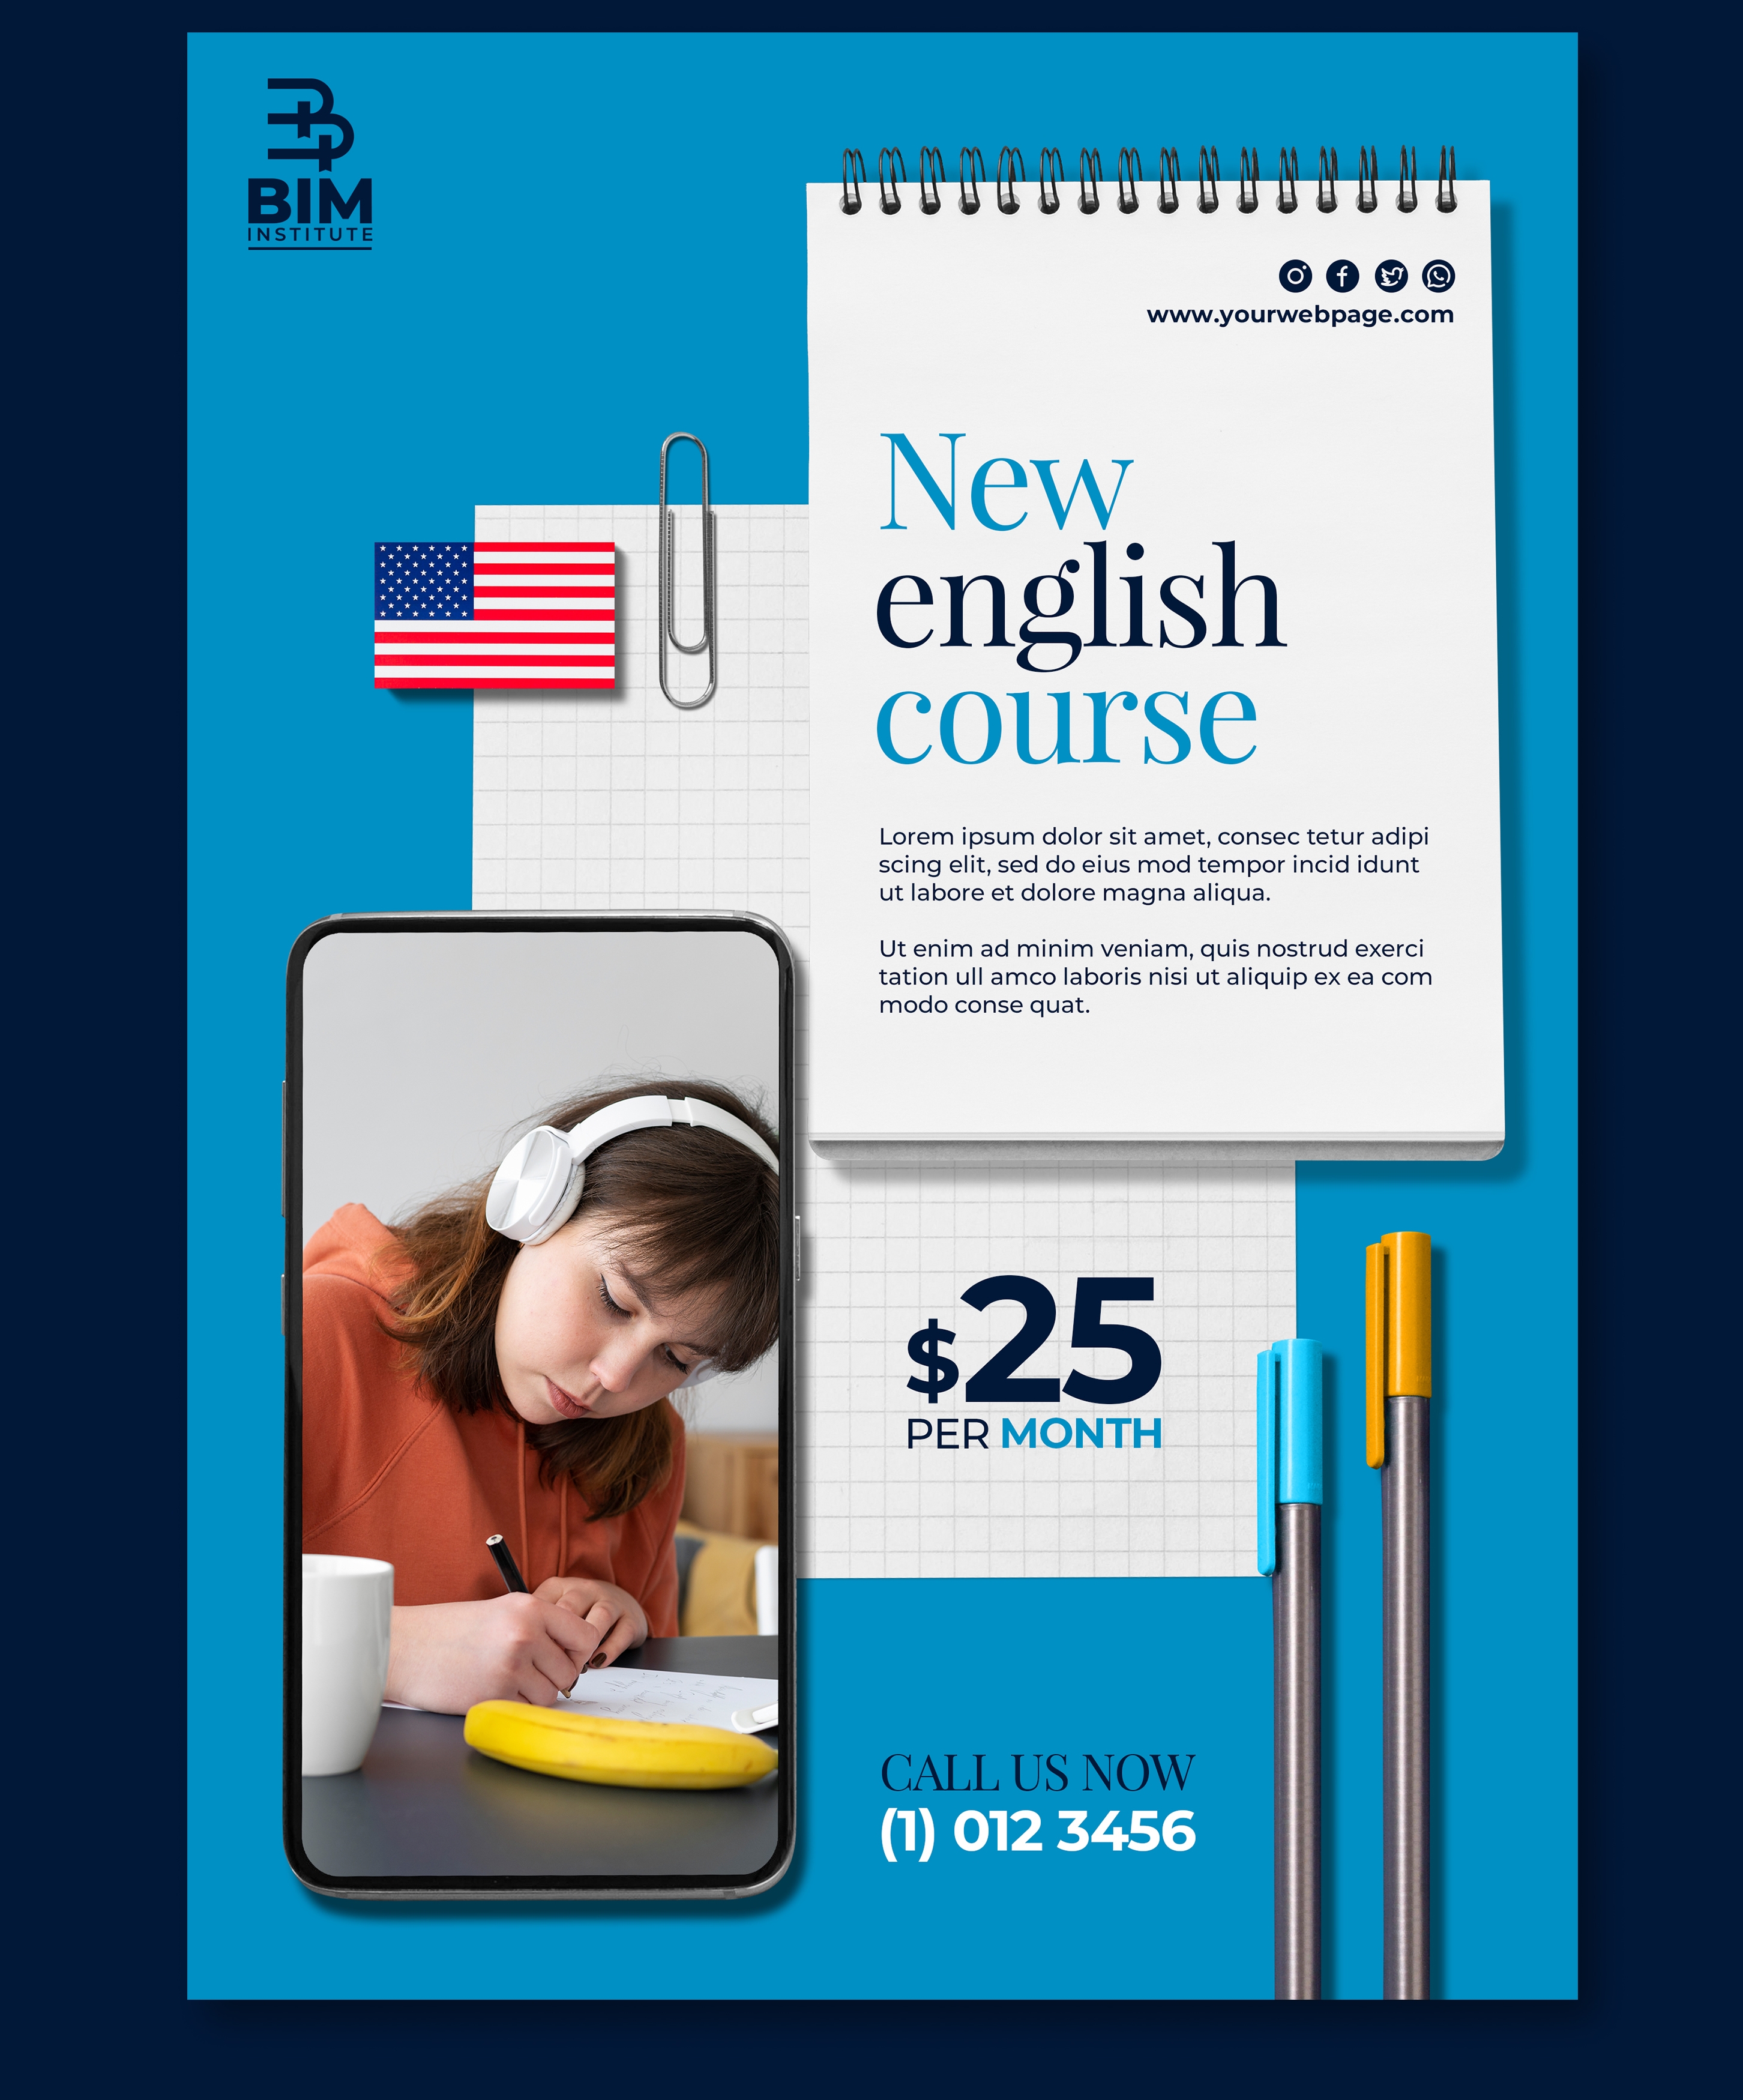 BIM
INSTITUTE
www.yourwebpage.com
New
english
course
Lorem ipsum dolor sit amet, consec tetur adipi
scing elit, sed do eius mod tempor incid idunt
ut labore et dolore magna aliqua.
Ut enim ad minim veniam, quis nostrud exerci
tation ull amco laboris nisi ut aliquip ex ea com
modo conse quat.
$25
PER MONTH
CALL US NOW
(1) 012 3456